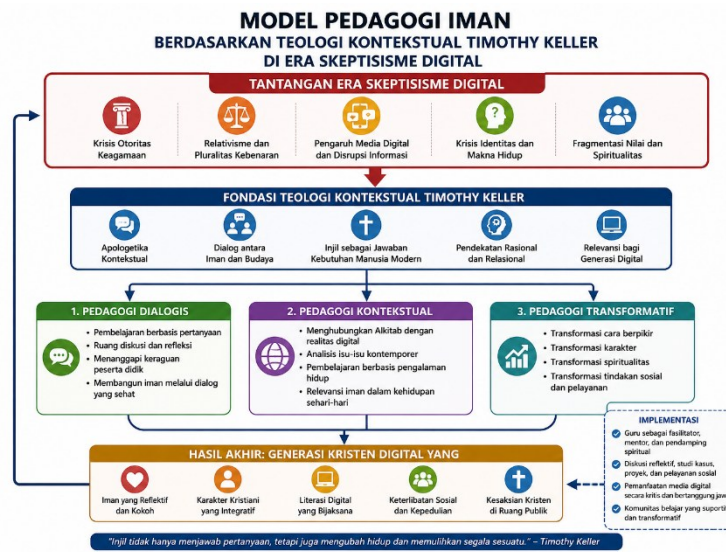 MODEL PEDAGOGI IMAN
BERDASARKAN TEOLOGI KONTEKSTUAL TIMOTHY KELLER
DI ERA SKEPTISISME DIGITAL
TANTANGAN ERA SKEPTISISME DIGITAL
Krisis Otoritas
Keagamaan
Relativisme dan
Pluralitas Kebenaran
Pengaruh Media Digital
dan Disrupsi Informasi
Krisis Identitas dan
Makna Hidup
Fragmentasi Nilai dan
Spiritualitas
FONDASI TEOLOGI KONTEKSTUAL TIMOTHY KELLER
Apologetika
Kontekstual
Dialog antara
Iman dan Budaya
Injil sebagai Jawaban
Kebutuhan Manusia Modern
Pendekatan Rasional
dan Relasional
Relevansi bagi
Generasi Digital
1. PEDAGOGI DIALOGIS
• Pembelajaran berbasis pertanyaan
• Ruang diskusi dan refleksi
• Menanggapi keraguan
peserta didik
• Membangun iman melalui dialog
yang sehat
2. PEDAGOGI KONTEKSTUAL
• Menghubungkan Alkitab dengan
realitas digital
• Analisis isu-isu kontemporer
• Pembelajaran berbasis pengalaman
hidup
• Relevansi iman dalam kehidupan
sehari-hari
3. PEDAGOGI TRANSFORMATIF
• Transformasi cara berpikir
• Transformasi karakter
• Transformasi spiritualitas
• Transformasi tindakan sosial
dan pelayanan
IMPLEMENTASI
Guru sebagai fasilitator,
mentor, dan pendamping
spiritual
Diskusi reflektif, studi kasus,
proyek, dan pelayanan sosial
Pemanfaatan media digital
secara kritis dan bertanggung jaw
Komunitas belajar yang suportif
dan transformatif
HASIL AKHIR: GENERASI KRISTEN DIGITAL YANG
Iman yang Reflektif
dan Kokoh
Karakter Kristiani
yang Integratif
Literasi Digital
yang Bijaksana
Keterlibatan Sosial
dan Kepedulian
Kesaksian Kristen
di Ruang Publik
"Injil tidak hanya menjawab pertanyaan, tetapi juga mengubah hidup dan memulihkan segala sesuatu." – Timothy Keller